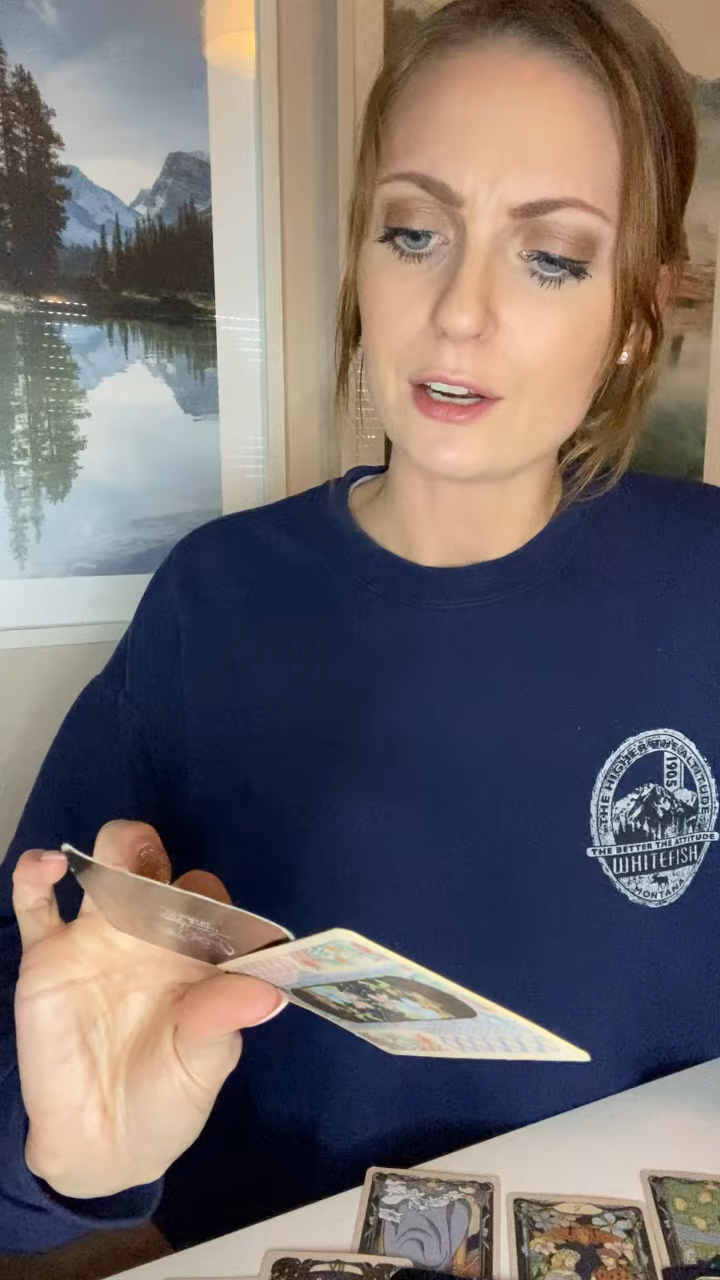 THE HIGHER THE ALTITUDE
1905
THE BETTER THE ATTITUDE
WHITEFISH
MONTANA